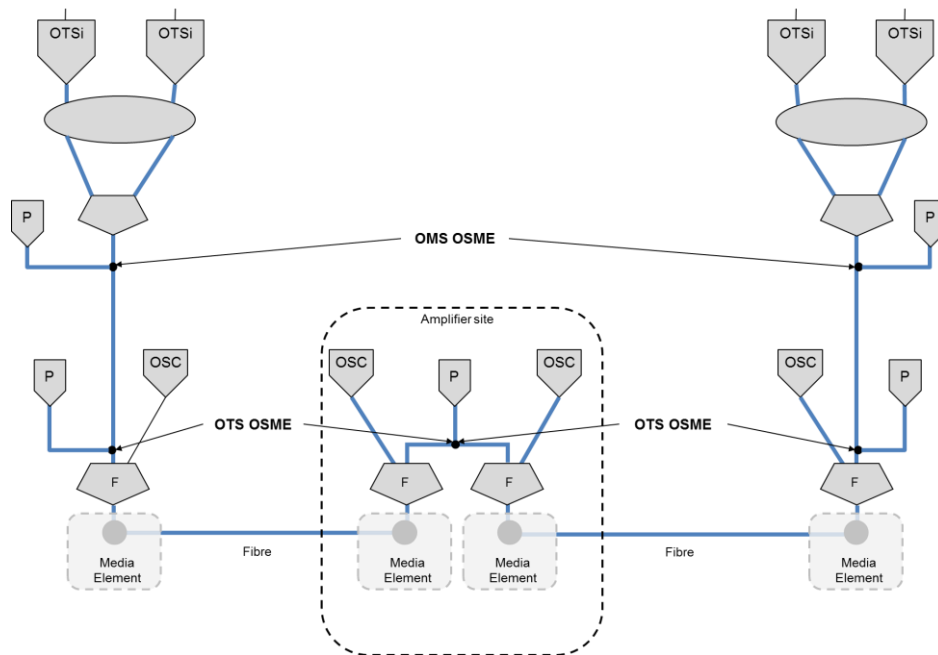 OTSi
OTSi
OTSi
OTSi
P
P
OMS OSME
Amplifier site
P
OSC
OSC
P
OSC
OSC
P
OTS OSME
OTS OSME
F
F
F
F
Media
Element
Fibre
Media
Element
Media
Element
Fibre
Media
Element